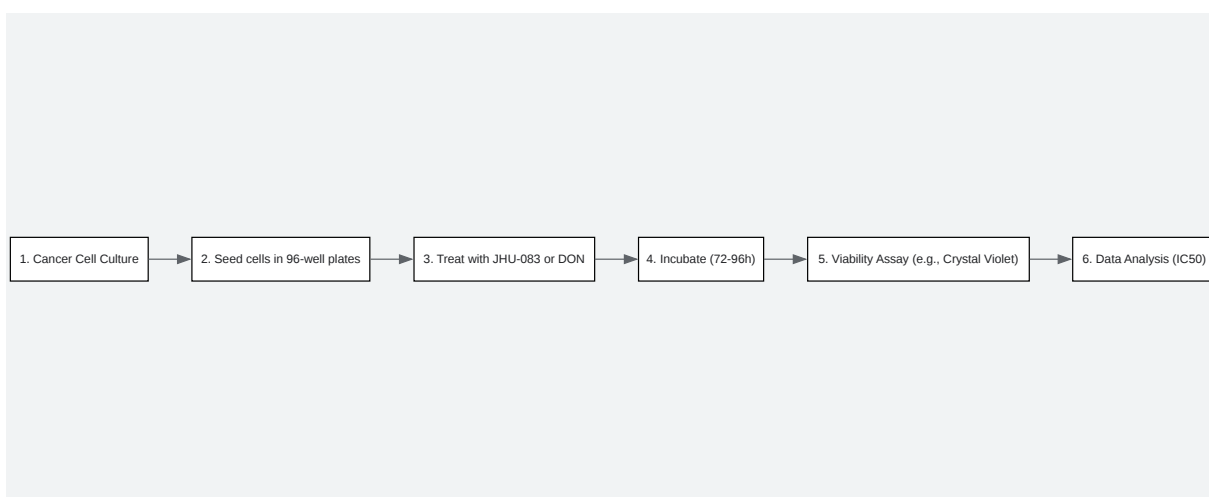 1. Cancer Cell Culture
2. Seed cells in 96-well plates
3. Treat with JHU-083 or DON
4. Incubate (72-96h)
5. Viability Assay (e.g., Crystal Violet)
6. Data Analysis (IC50)